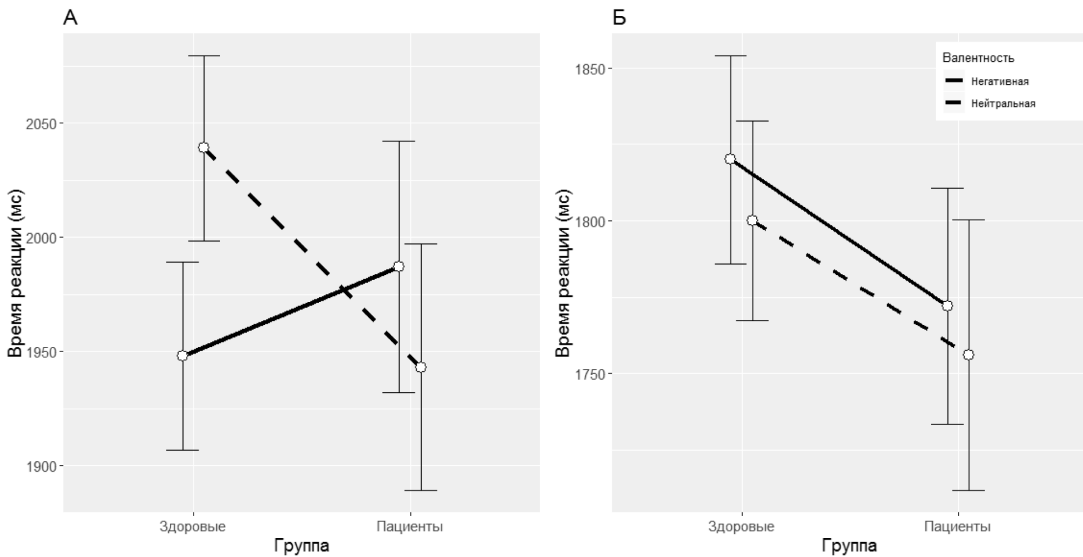 А
Время реакции (мс)
2050
2000
1950
1900
Здоровые
Пациенты
Группа
Б
Время реакции (мс)
1850
1800
1750
Валентность
Негативная
Нейтральная
Здоровые
Пациенты
Группа